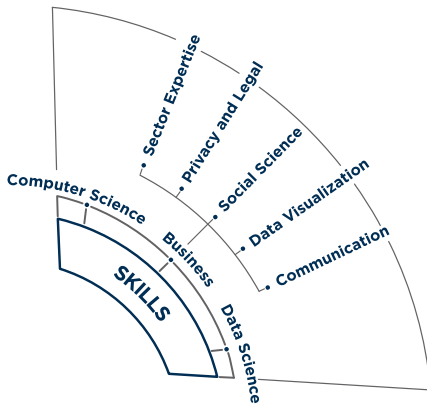 Sector Expertise
Privacy and Legal
Social Science
Data Visualization
Communication
Computer Science
Business
Data Science
SKILLS